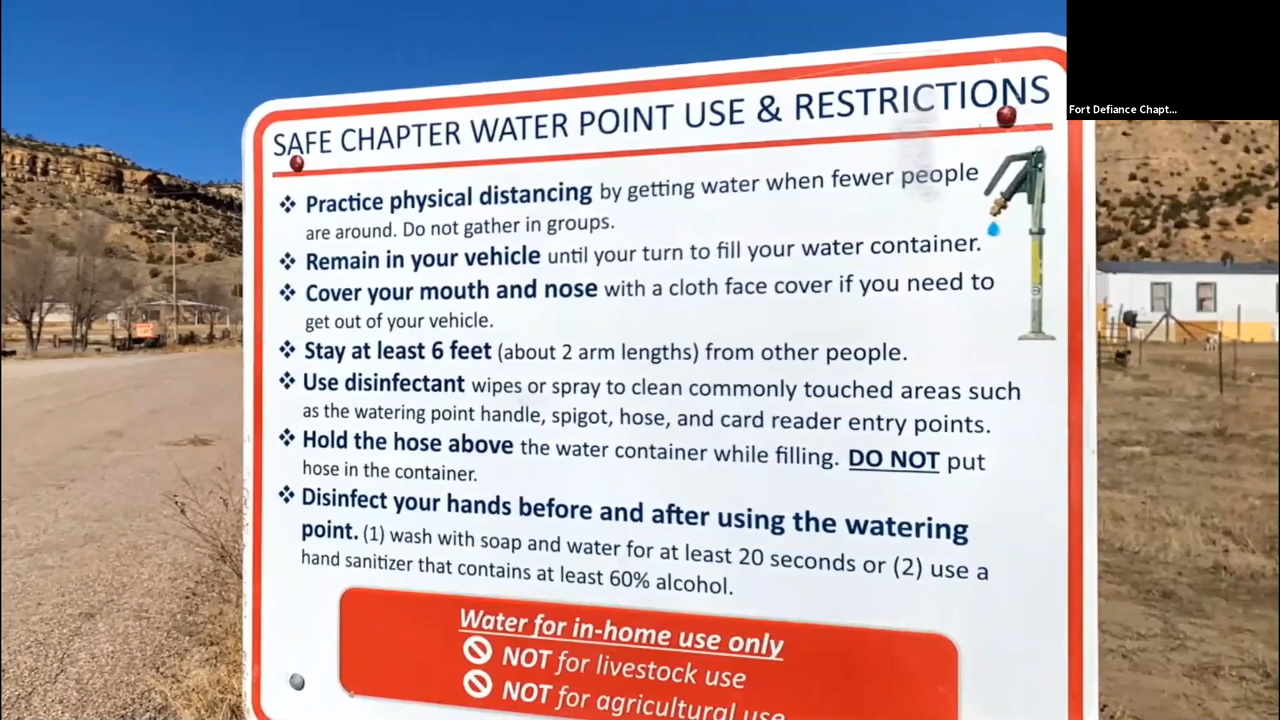 SAFE CHAPTER WATER POINT USE & RESTRICTIONS
Fort Defiance Chapt...
❖ Practice physical distancing by getting water when fewer people
are around. Do not gather in groups.
❖ Remain in your vehicle until your turn to fill your water container.
❖ Cover your mouth and nose with a cloth face cover if you need to
get out of your vehicle.
❖ Stay at least 6 feet (about 2 arm lengths) from other people.
❖ Use disinfectant wipes or spray to clean commonly touched areas such
as the watering point handle, spigot, hose, and card reader entry points.
❖ Hold the hose above the water container while filling. DO NOT put
hose in the container.
❖ Disinfect your hands before and after using the watering
point. (1) wash with soap and water for at least 20 seconds or (2) use a
hand sanitizer that contains at least 60% alcohol.
Water for in-home use only
NOT for livestock use
NOT for agricultural use